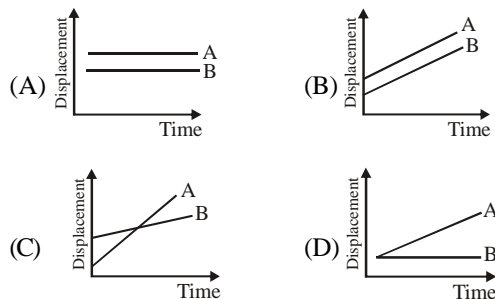 (A)
Displacement
A
B
Time
(B)
Displacement
A
B
Time
(C)
Displacement
A
B
Time
(D)
Displacement
A
B
Time